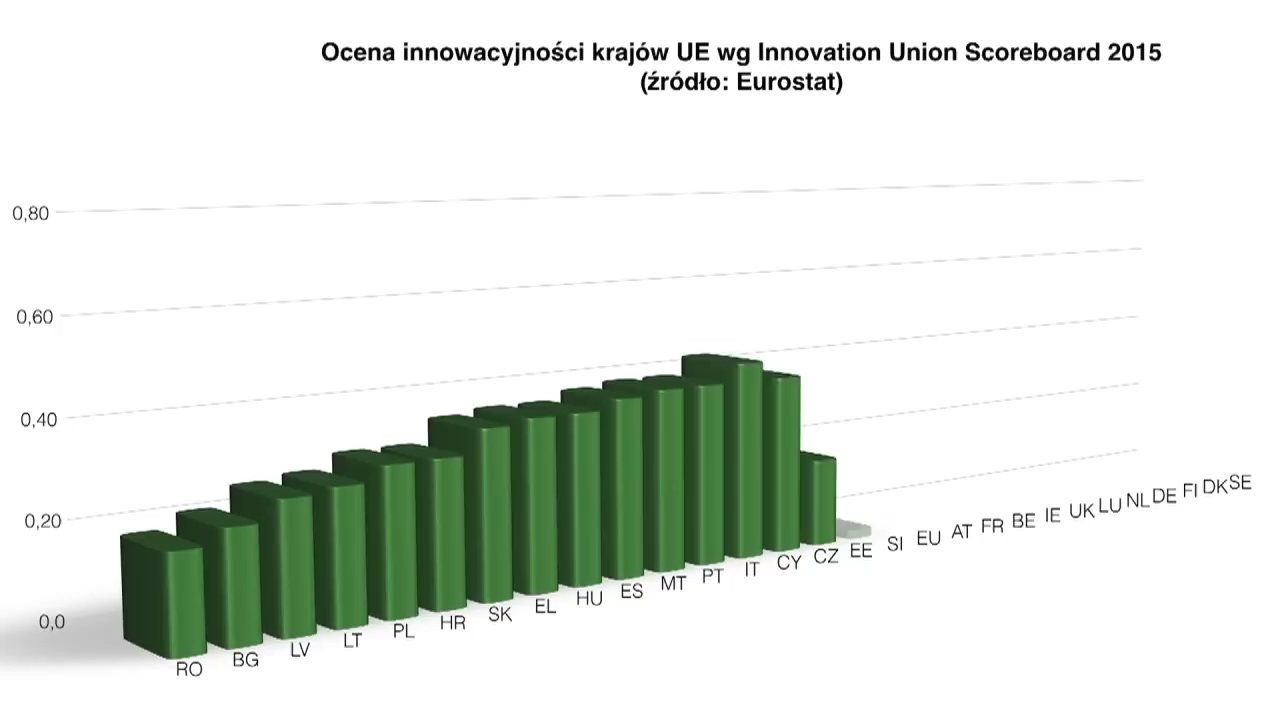 Ocena innowacyjności krajów UE wg Innovation Union Scoreboard 2015
(źródło: Eurostat)
0,80
0,60
0,40
0,20
0,0
RO BG LV LT PL HR SK EL HU ES MT PT IT CY CZ EE SI EU AT FR BE IE UK LU NL DE FI DK SE